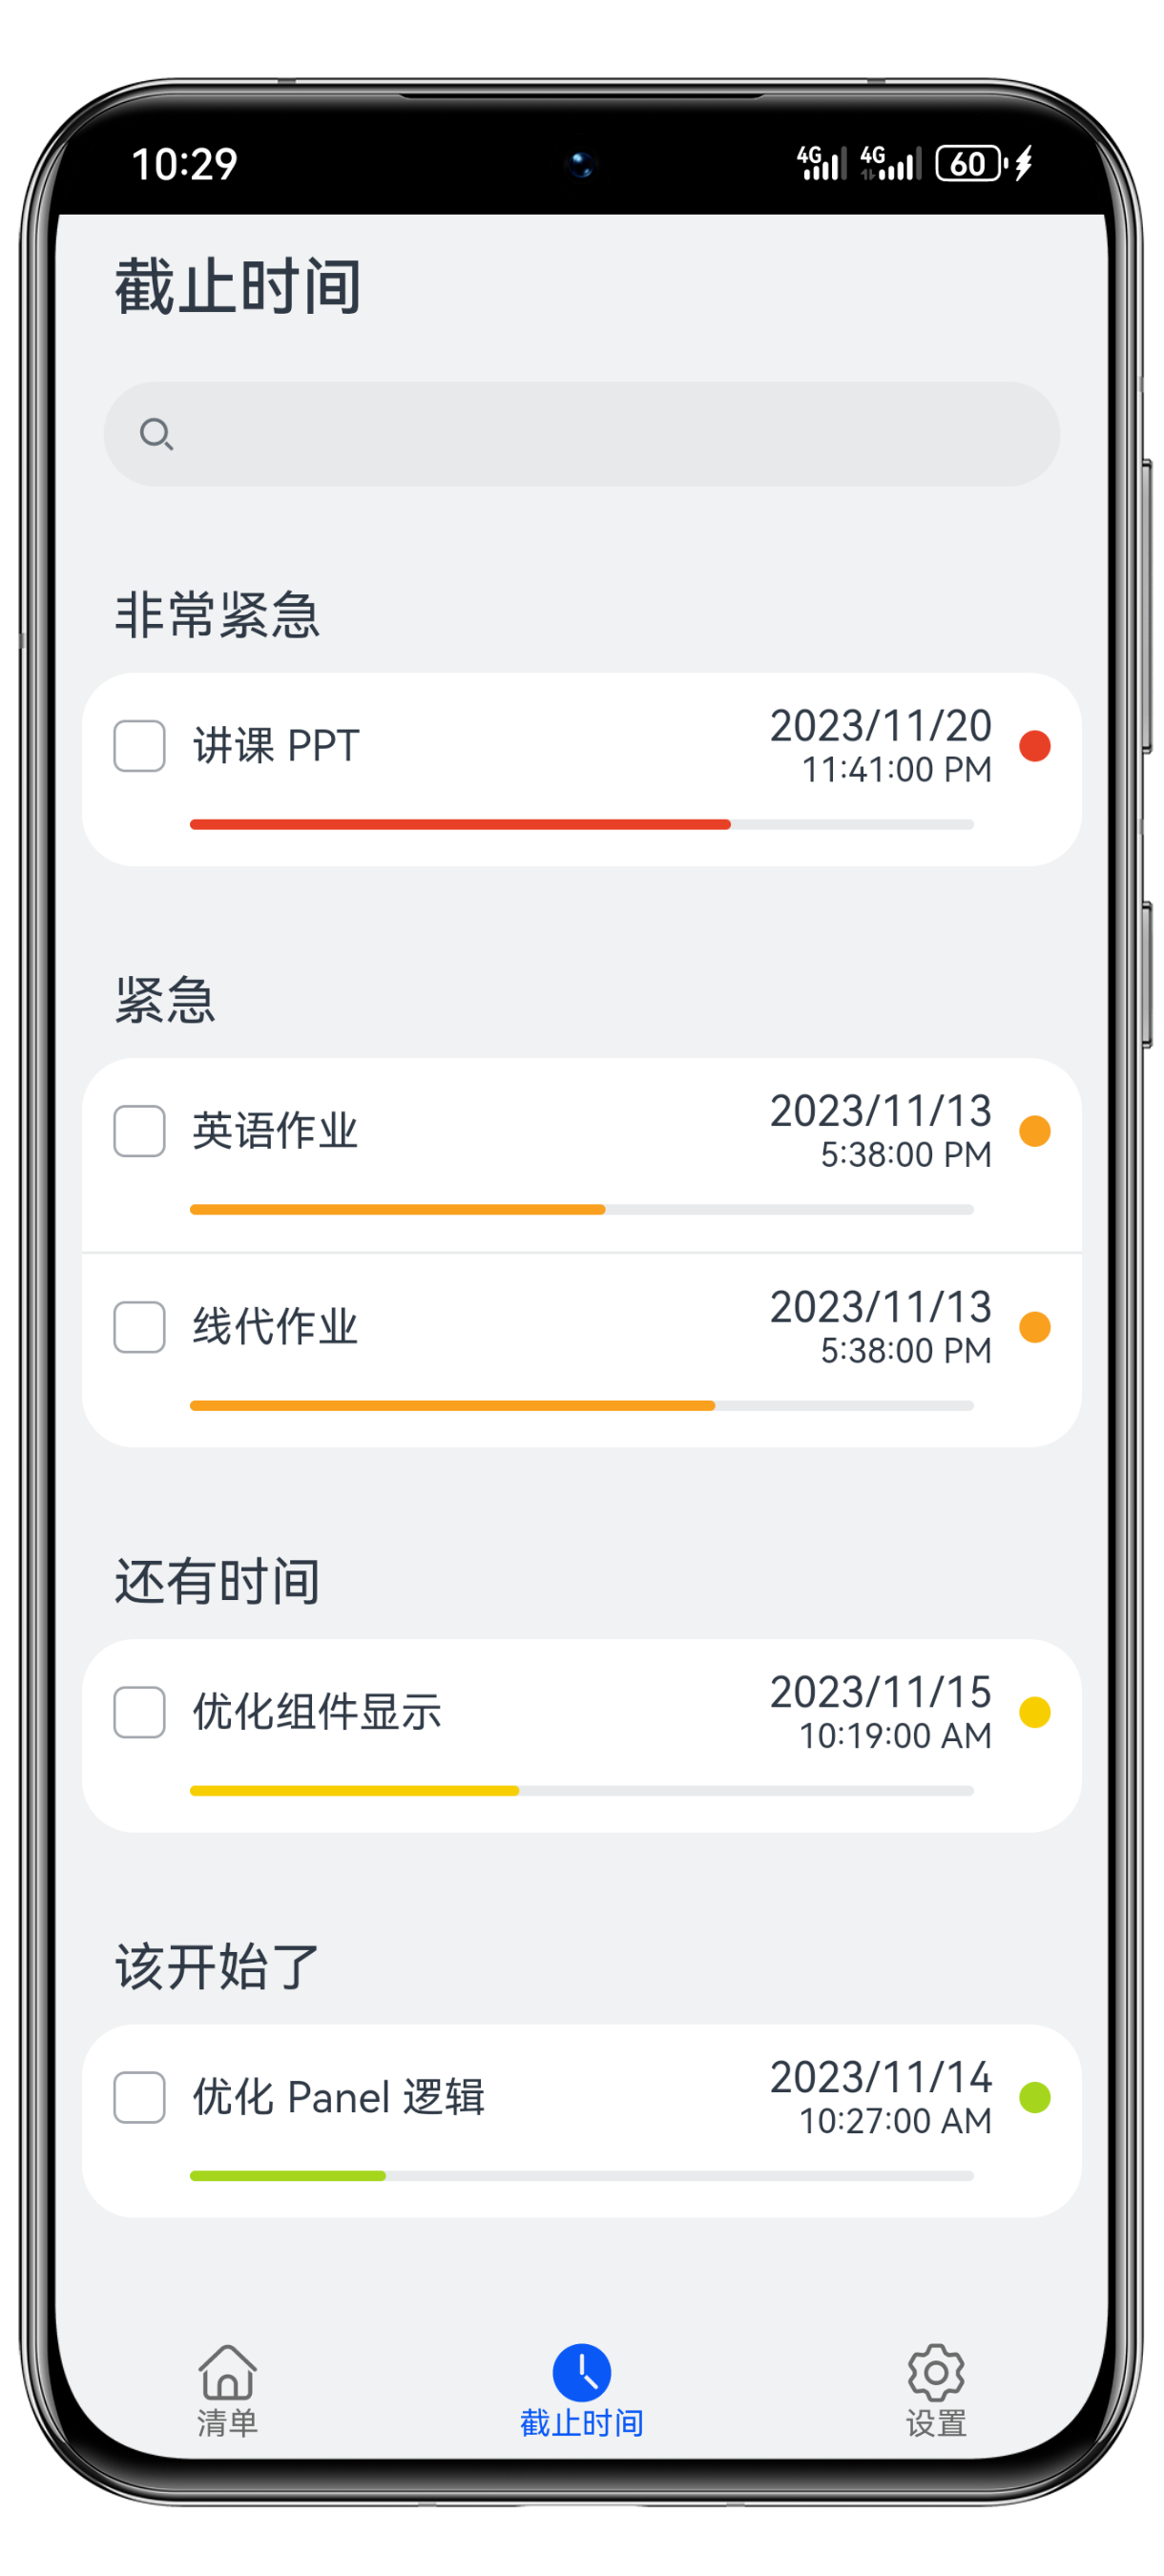 10:29
4G 4G 60
截止时间
非常紧急
讲课 PPT
2023/11/20
11:41:00 PM
紧急
英语作业
2023/11/13
5:38:00 PM
线代作业
2023/11/13
5:38:00 PM
还有时间
优化组件显示
2023/11/15
10:19:00 AM
该开始了
优化 Panel 逻辑
2023/11/14
10:27:00 AM
清单 截止时间 设置